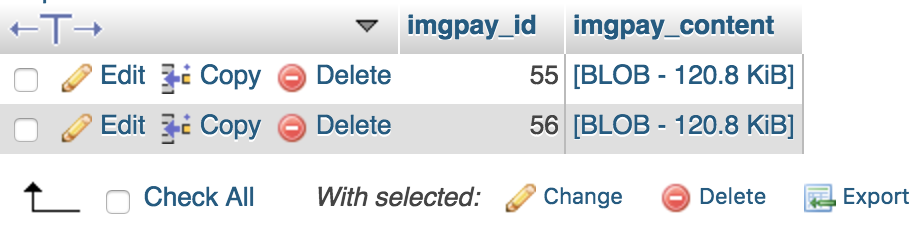 imgpay_id imgpay_content
Edit Copy Delete 55 [BLOB - 120.8 KiB]
Edit Copy Delete 56 [BLOB - 120.8 KiB]
Check All With selected: Change Delete Export